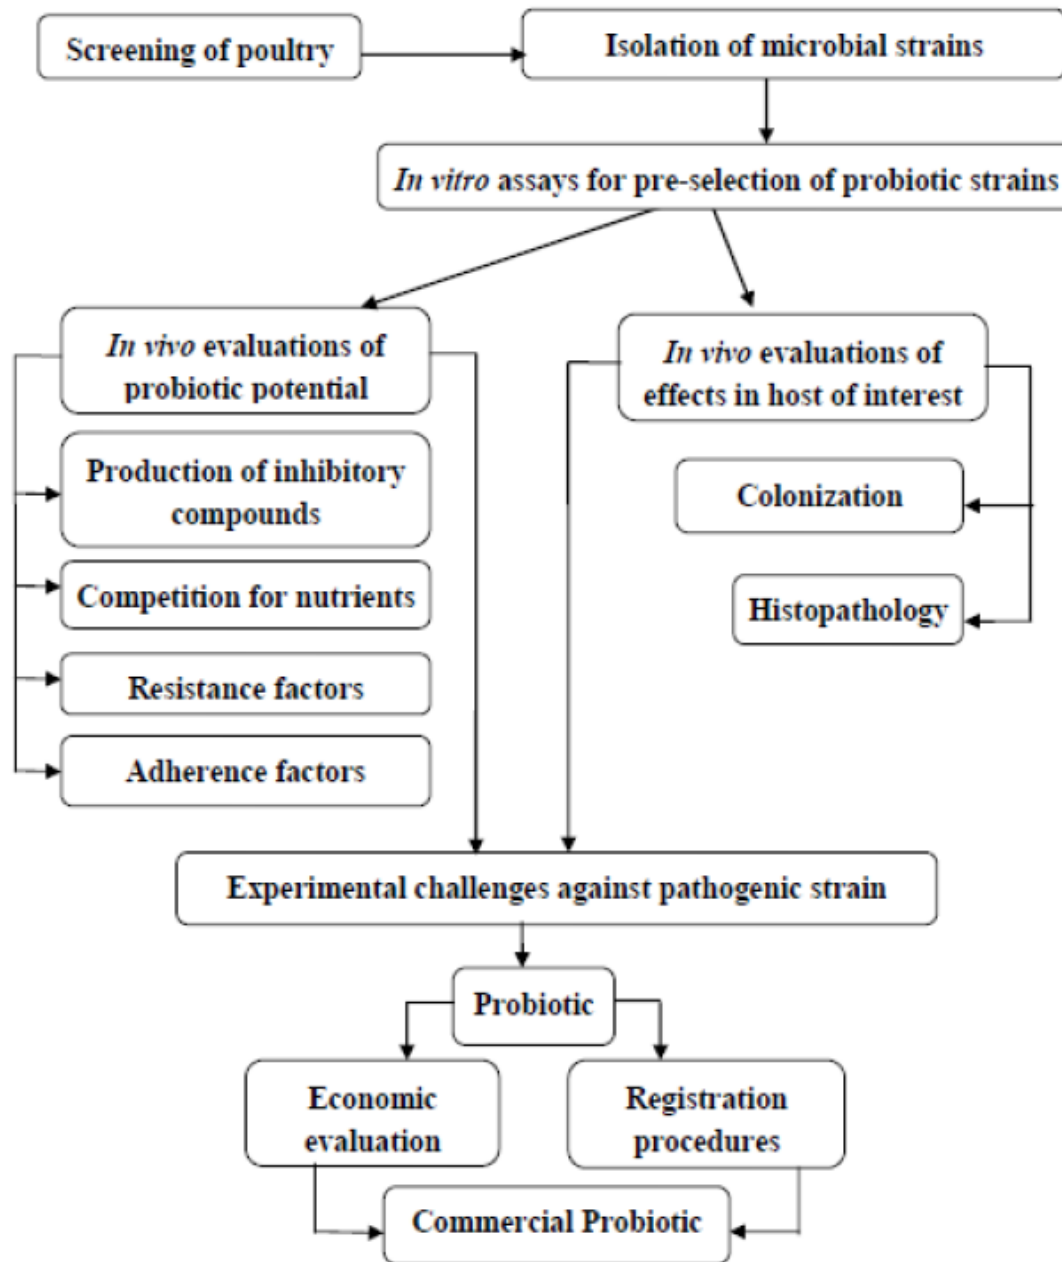 Screening of poultry
Isolation of microbial strains
In vitro assays for pre-selection of probiotic strains
In vivo evaluations of
probiotic potential
In vivo evaluations of
effects in host of interest
Production of inhibitory
compounds
Colonization
Competition for nutrients
Histopathology
Resistance factors
Adherence factors
Experimental challenges against pathogenic strain
Probiotic
Economic
evaluation
Registration
procedures
Commercial Probiotic